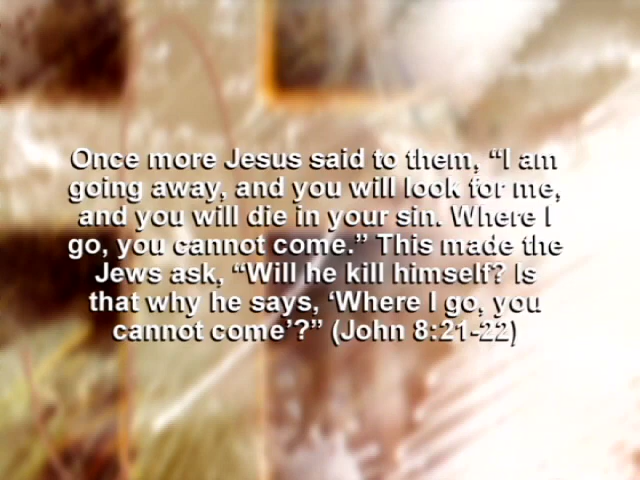 Once more Jesus said to them, “I am
going away, and you will look for me,
and you will die in your sin. Where I
go, you cannot come.” This made the
Jews ask, “Will he kill himself? Is
that why he says, ‘Where I go, you
cannot come’?” (John 8:21-22)